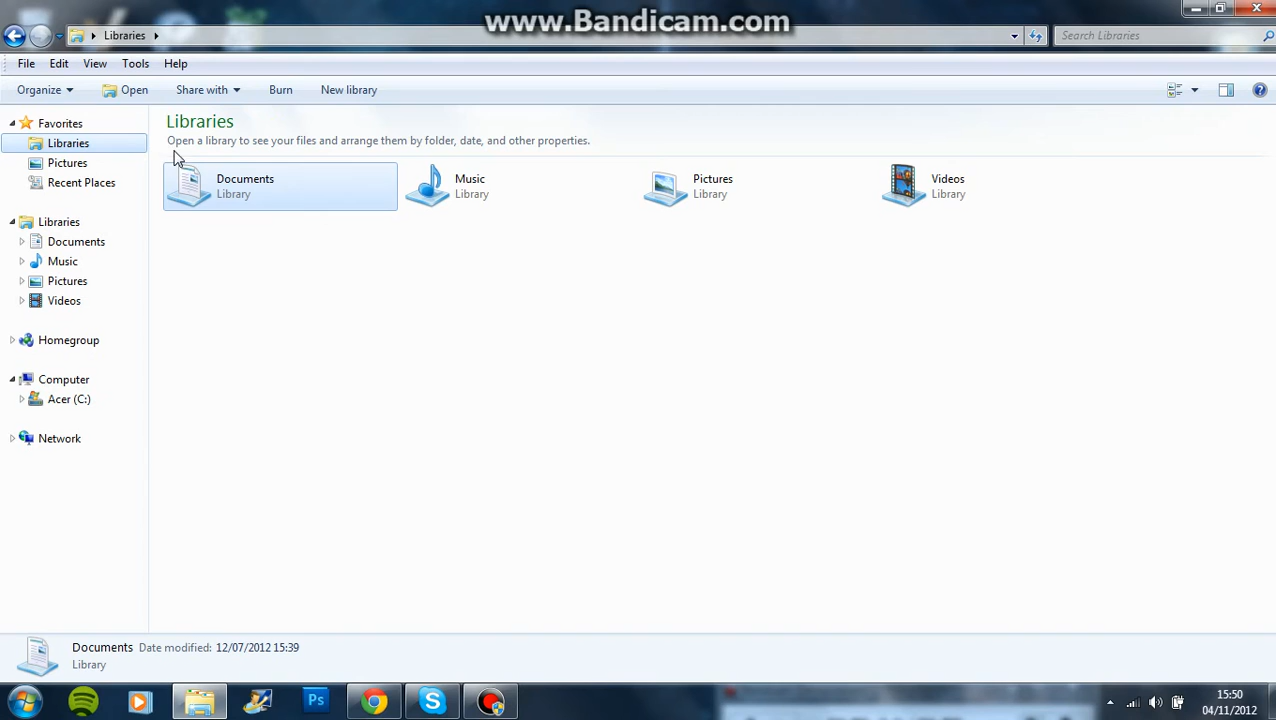 www.Bandicam.com
Libraries
Search Libraries
File Edit View Tools Help
Organize Open Share with Burn New library
Favorites
Libraries
Pictures
Recent Places
Libraries
Documents
Music
Pictures
Videos
Homegroup
Computer
Acer (C:)
Network
Libraries
Open a library to see your files and arrange them by folder, date, and other properties.
Documents
Library
Music
Library
Pictures
Library
Videos
Library
Documents Date modified: 12/07/2012 15:39
Library
Ps
15:50
04/11/2012